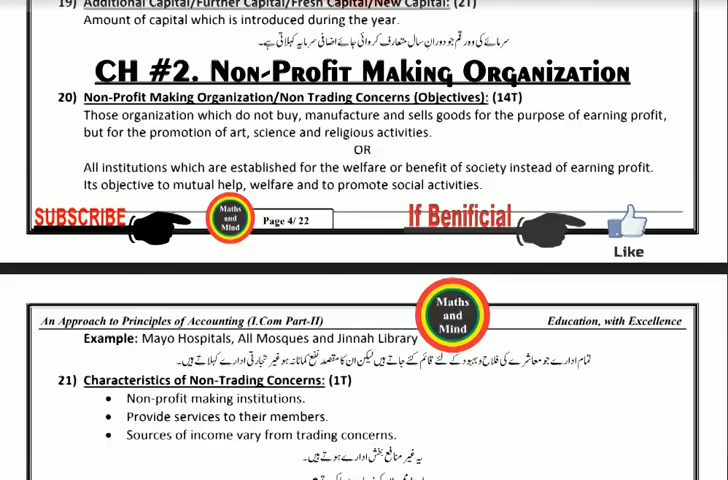 19) Additional Capital/Further Capital/Fresh Capital/New Capital: (2T)
Amount of capital which is introduced during the year.
سرمائے کی وہ رقم جو دورانِ سال متعارف کروائی جائے اضافی سرمایہ کہلاتی ہے۔
CH #2. NON-PROFIT MAKING ORGANIZATION
20) Non-Profit Making Organization/Non Trading Concerns (Objectives): (14T)
Those organization which do not buy, manufacture and sells goods for the purpose of earning profit,
but for the promotion of art, science and religious activities.
OR
All institutions which are established for the welfare or benefit of society instead of earning profit.
Its objective to mutual help, welfare and to promote social activities.
SUBSCRIBE
Maths
and
Mind
Page 4/ 22
If Benificial
Like
An Approach to Principles of Accounting (I.Com Part-II)
Maths
and
Mind
Education, with Excellence
Example: Mayo Hospitals, All Mosques and Jinnah Library
تمام ادارے جو معاشرے کی فلاح و بہبود کے لئے قائم کئے جاتے ہیں لیکن ان کا مقصد نفع کمانا نہ ہو غیر تجارتی ادارے کہلاتے ہیں۔
21) Characteristics of Non-Trading Concerns: (1T)
• Non-profit making institutions.
• Provide services to their members.
• Sources of income vary from trading concerns.
یہ غیر منافع بخش ادارے ہوتے ہیں۔